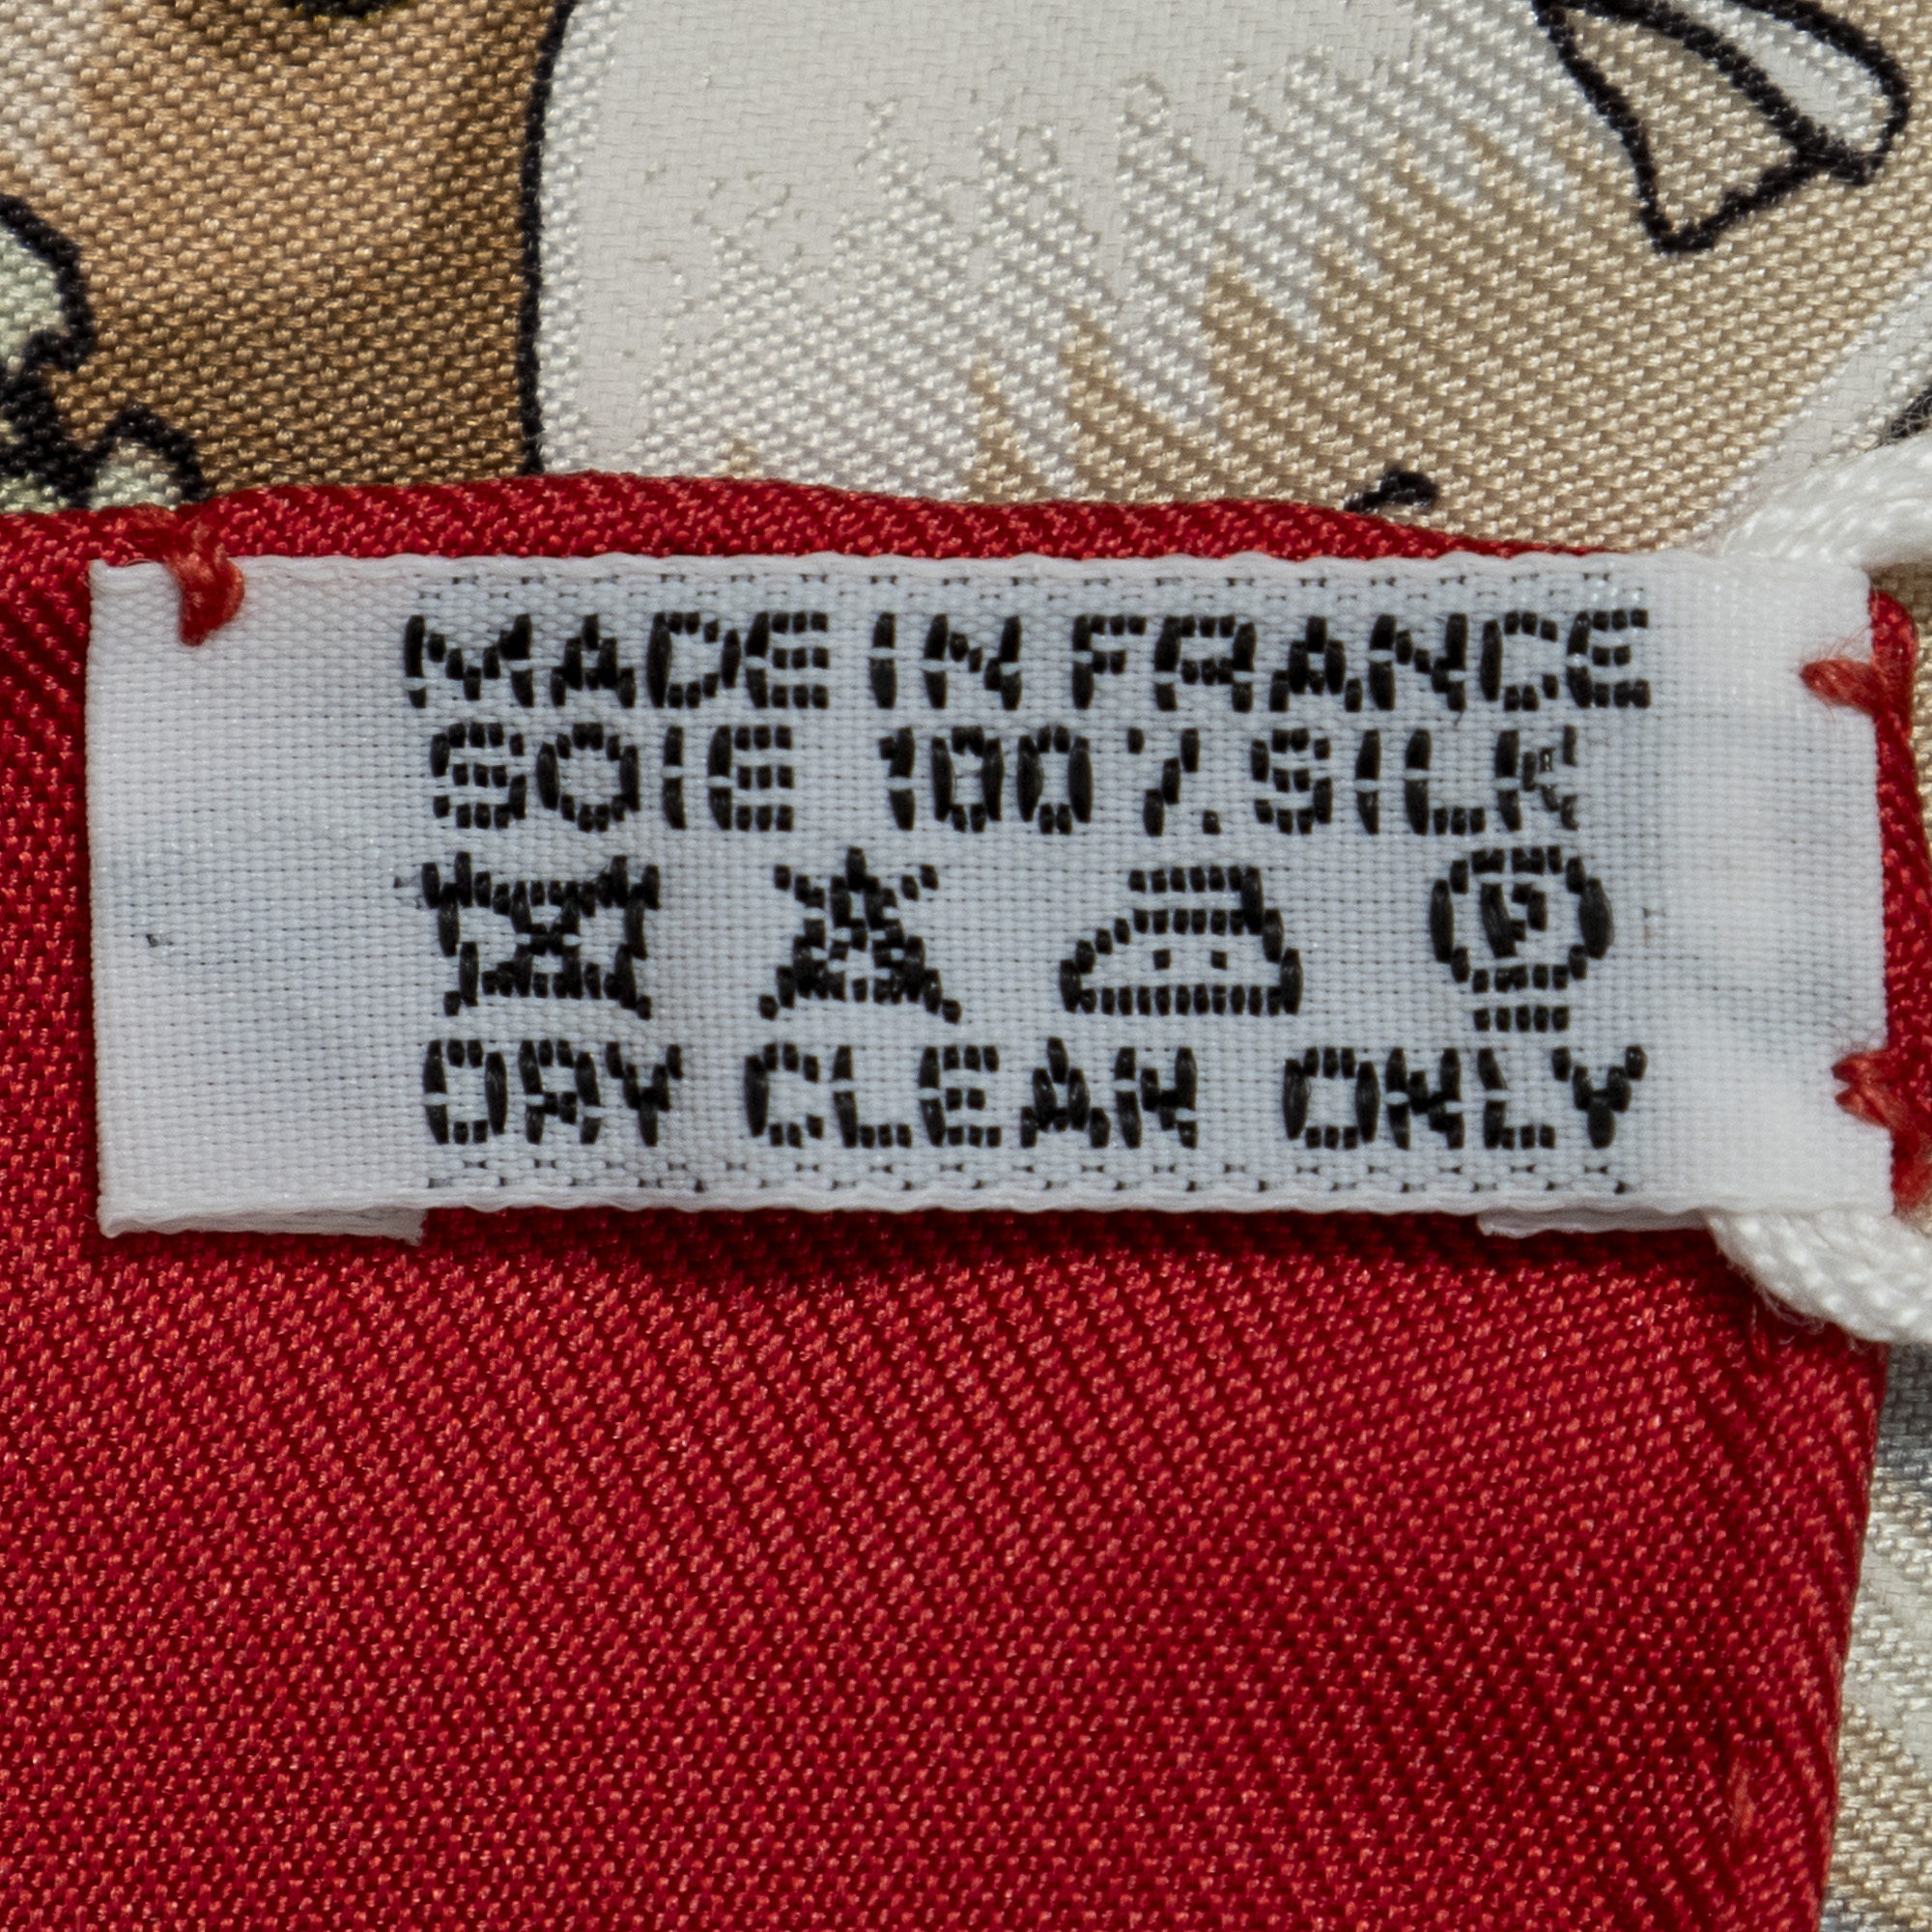 MADE IN FRANCE
SOIE 100% SILK
P
DRY CLEAN ONLY